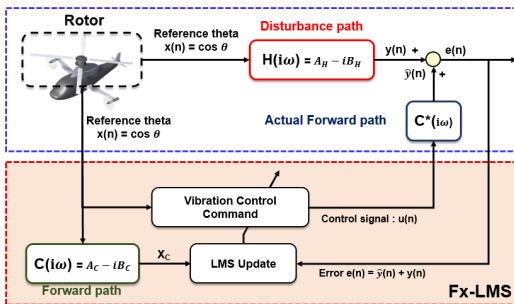 Rotor
Reference theta
x(n) = cos θ
Disturbance path
H(iω) = A_H − iB_H
y(n) +
e(n)
ỹ(n)
+
Reference theta
x(n) = cos θ
Actual Forward path
C*(iω)
Vibration Control
Command
Control signal : u(n)
C(iω) = A_C − iB_C
X_C
LMS Update
Forward path
Error e(n) = ỹ(n) + y(n)
Fx-LMS